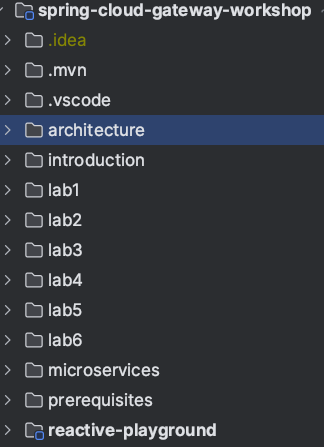 spring-cloud-gateway-workshop
.idea
.mvn
.vscode
architecture
introduction
lab1
lab2
lab3
lab4
lab5
lab6
microservices
prerequisites
reactive-playground